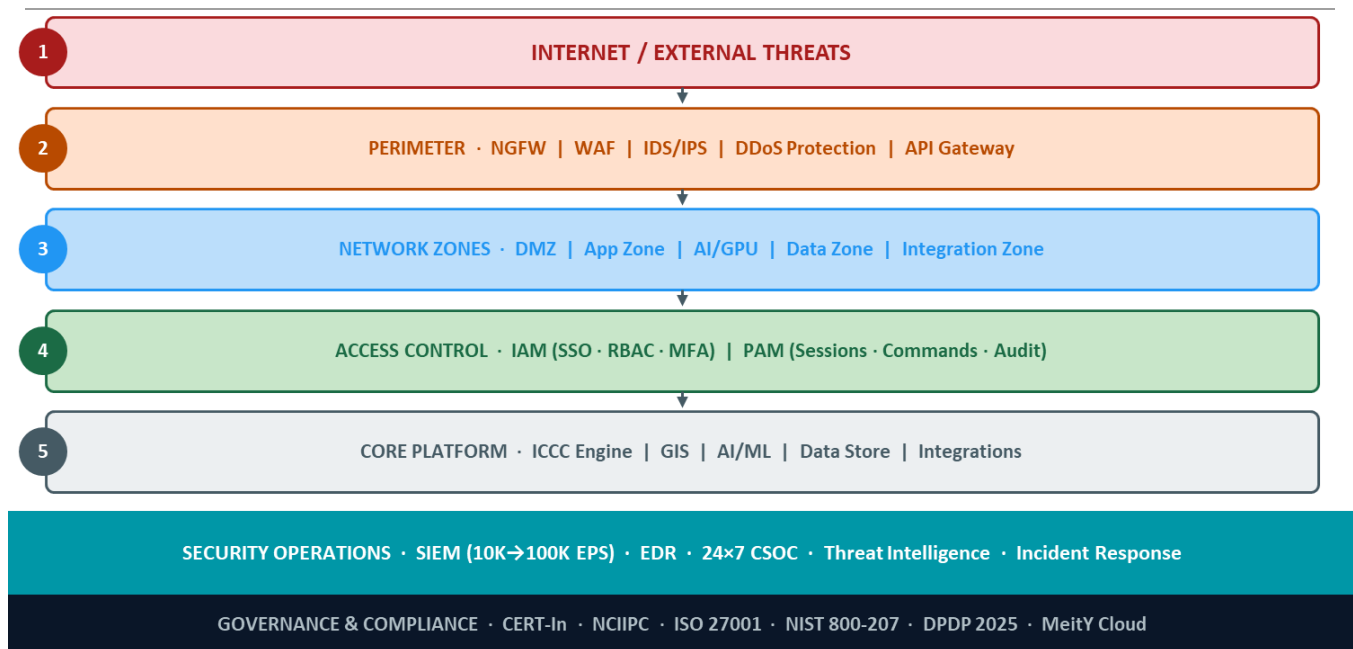 1
INTERNET / EXTERNAL THREATS
2
PERIMETER · NGFW | WAF | IDS/IPS | DDoS Protection | API Gateway
3
NETWORK ZONES · DMZ | App Zone | AI/GPU | Data Zone | Integration Zone
4
ACCESS CONTROL · IAM (SSO · RBAC · MFA) | PAM (Sessions · Commands · Audit)
5
CORE PLATFORM · ICCC Engine | GIS | AI/ML | Data Store | Integrations
SECURITY OPERATIONS · SIEM (10K→100K EPS) · EDR · 24×7 CSOC · Threat Intelligence · Incident Response
GOVERNANCE & COMPLIANCE · CERT-In · NCIIPC · ISO 27001 · NIST 800-207 · DPDP 2025 · MeitY Cloud